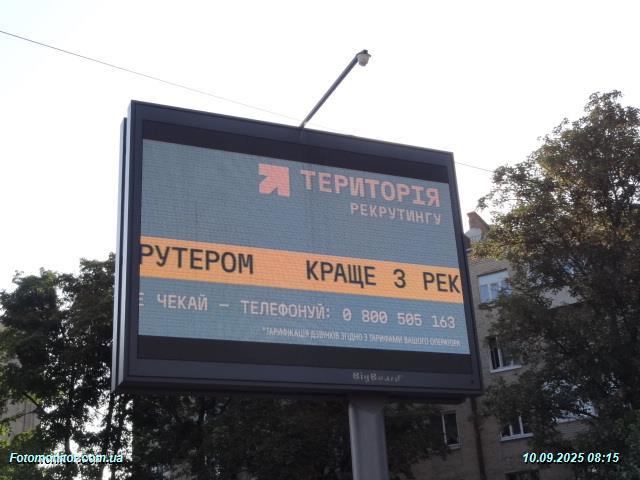 ТЕРИТОРІЯ
РЕКРУТИНГУ
РУТЕРОМ КРАЩЕ З РЕК
Е ЧЕКАЙ – ТЕЛЕФОНУЙ: 0 800 505 163
*ТАРИФІКАЦІЯ ДЗВІНКІВ ЗГІДНО З ТАРИФАМИ ВАШОГО ОПЕРАТОРА
BigBoard
Fotomonitor.com.ua
10.09.2025 08:15